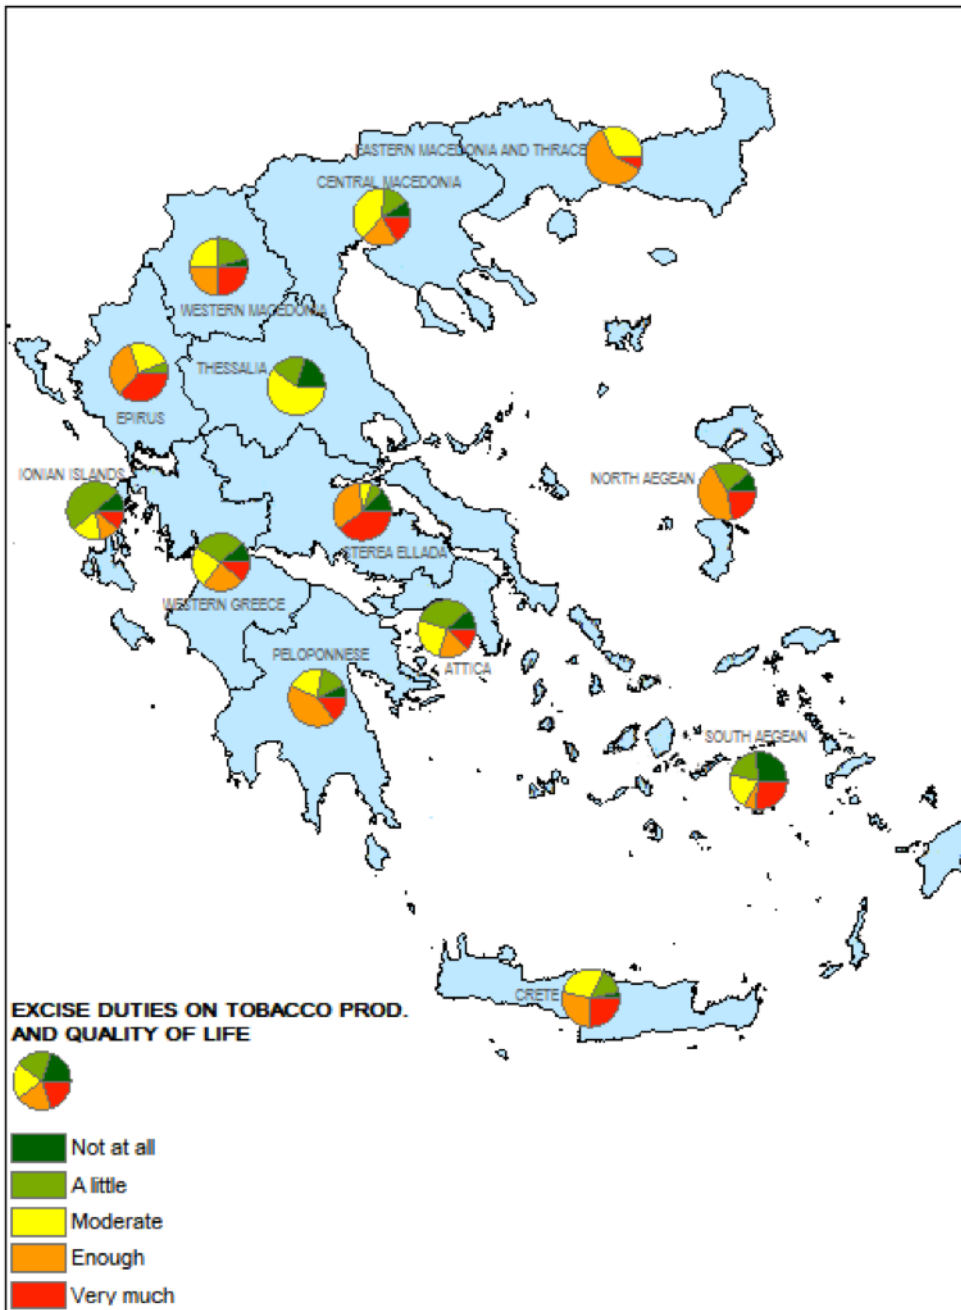 EASTERN MACEDONIA AND THRACE
CENTRAL MACEDONIA
WESTERN MACEDONIA
THESSALIA
EPIRUS
IONIAN ISLANDS
NORTH AEGEAN
STEREA ELLADA
WESTERN GREECE
PELOPONNESE
ATTICA
SOUTH AEGEAN
CRETE
EXCISE DUTIES ON TOBACCO PROD.
AND QUALITY OF LIFE
Not at all
A little
Moderate
Enough
Very much